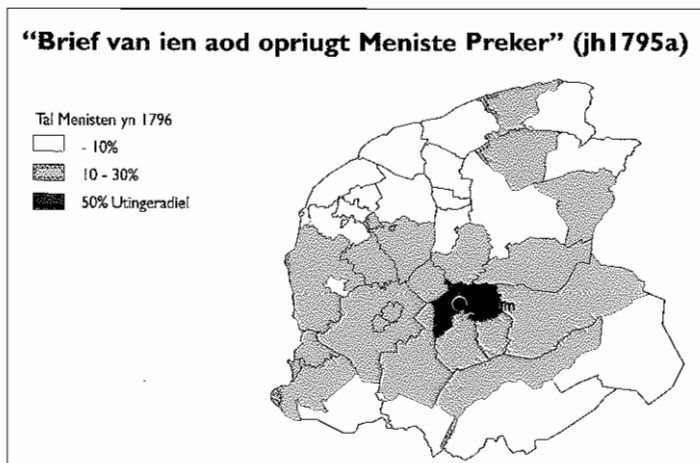 “Brief van ien aod opriugt Meniste Preker” (jh1795a)
Tal Menisten yn 1796
- 10%
10 - 30%
50% Utingeradiel
m